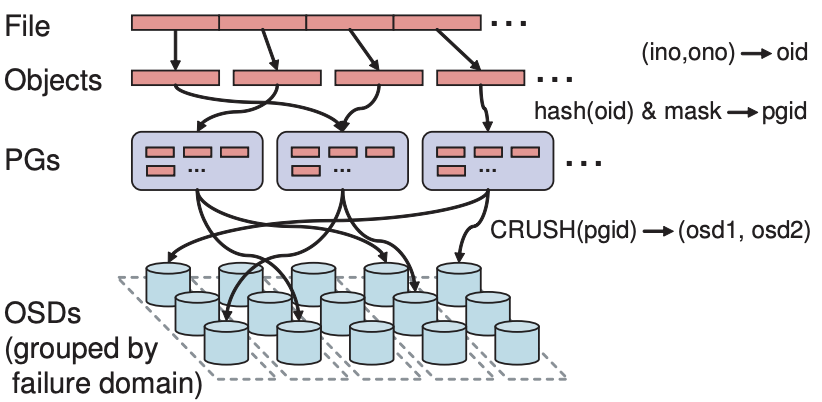 File
...
(ino,ono) → oid
Objects
...
hash(oid) & mask → pgid
PGs
... ... ... ...
CRUSH(pgid) → (osd1, osd2)
OSDs
(grouped by
failure domain)